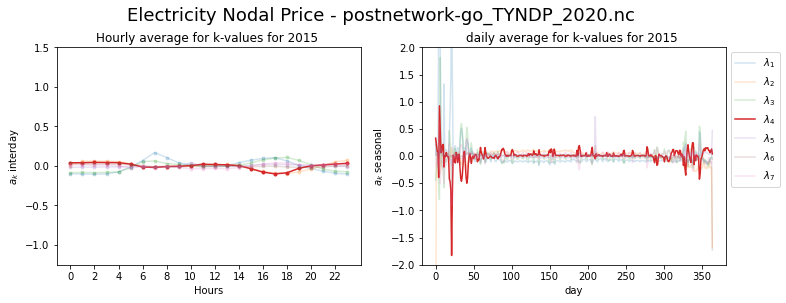 Electricity Nodal Price - postnetwork-go_TYNDP_2020.nc
Hourly average for k-values for 2015
daily average for k-values for 2015
1.5
1.0
0.5
0.0
−0.5
−1.0
aₖ interday
0 2 4 6 8 10 12 14 16 18 20 22
Hours
2.0
1.5
1.0
0.5
0.0
−0.5
−1.0
−1.5
−2.0
aₖ seasonal
0 50 100 150 200 250 300 350
day
λ₁
λ₂
λ₃
λ₄
λ₅
λ₆
λ₇